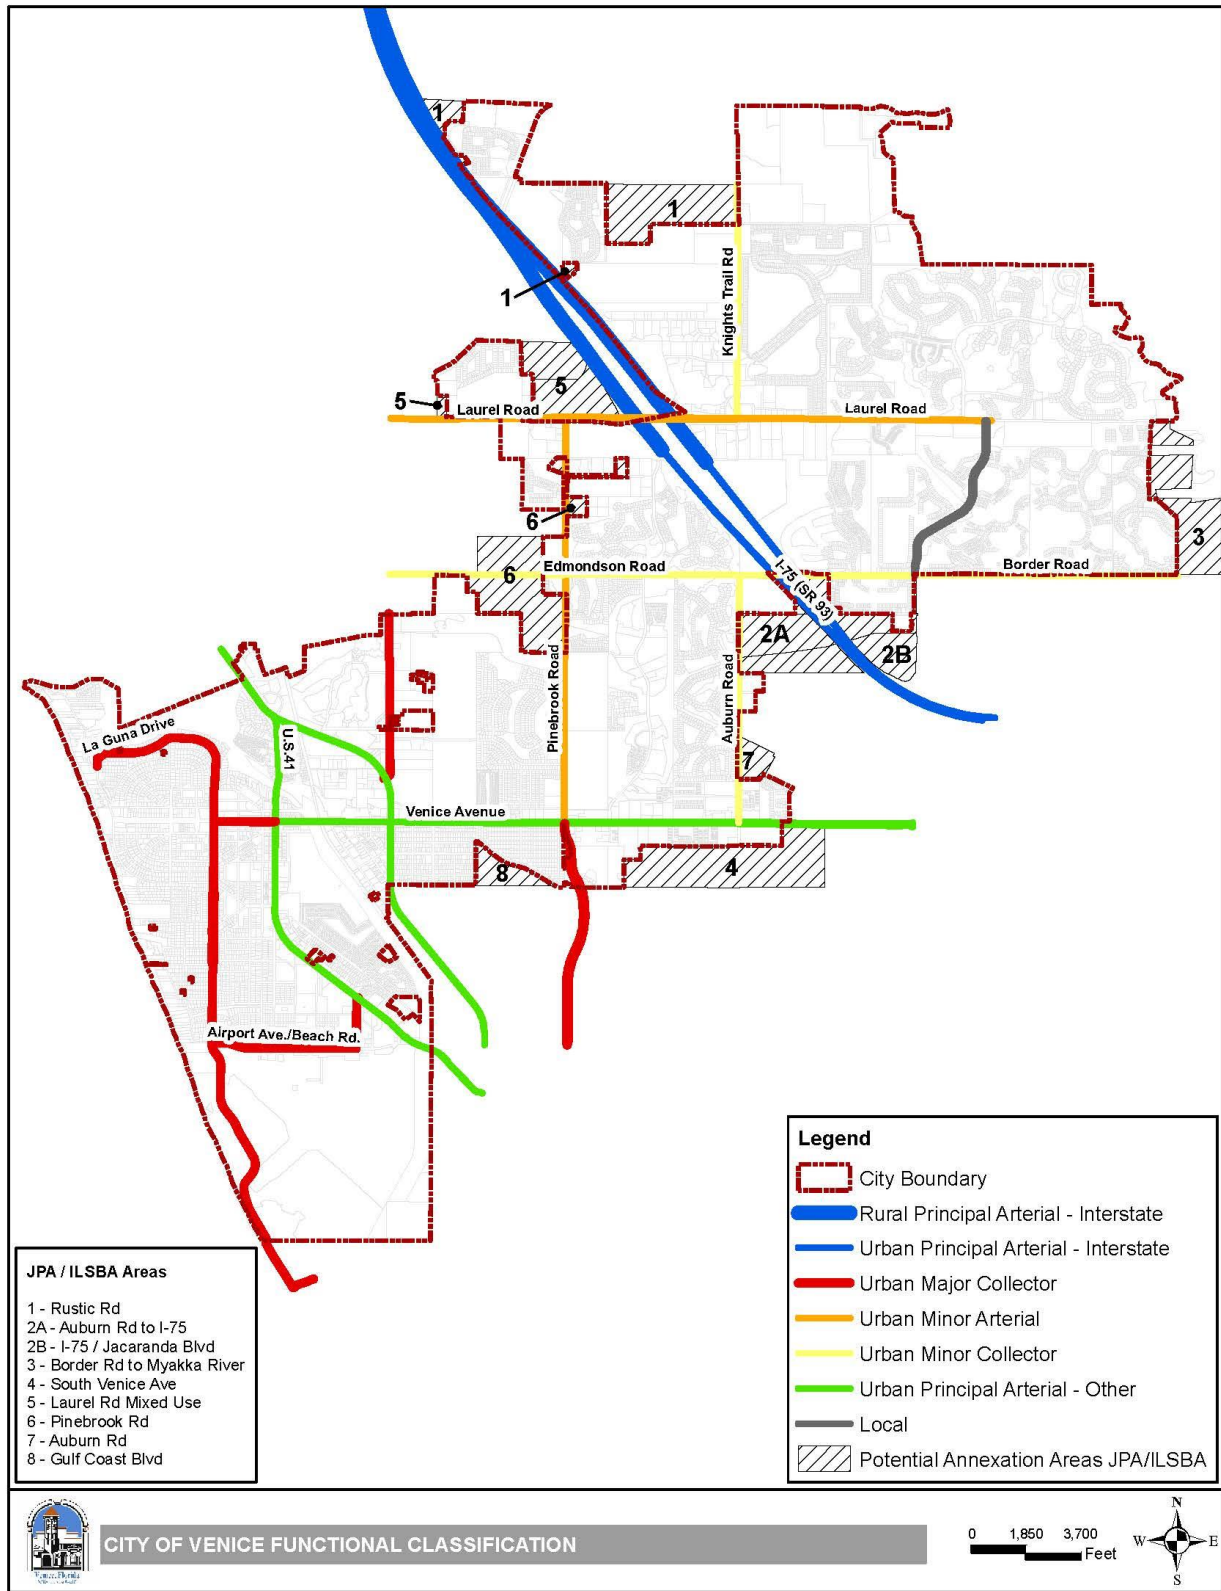 1
1
1
Knights Trail Rd
5
5
Laurel Road
Laurel Road
6
3
6
Edmondson Road
I-75 (SR 93)
Border Road
2A
2B
Pinebrook Road
Auburn Road
La Guna Drive
U.S.41
7
Venice Avenue
8
4
Airport Ave./Beach Rd.
Legend
City Boundary
Rural Principal Arterial - Interstate
Urban Principal Arterial - Interstate
Urban Major Collector
Urban Minor Arterial
Urban Minor Collector
Urban Principal Arterial - Other
Local
Potential Annexation Areas JPA/ILSBA
JPA / ILSBA Areas
1 - Rustic Rd
2A - Auburn Rd to I-75
2B - I-75 / Jacaranda Blvd
3 - Border Rd to Myakka River
4 - South Venice Ave
5 - Laurel Rd Mixed Use
6 - Pinebrook Rd
7 - Auburn Rd
8 - Gulf Coast Blvd
Venice, Florida
CITY OF VENICE FUNCTIONAL CLASSIFICATION
0 1,850 3,700
Feet
N
W E
S